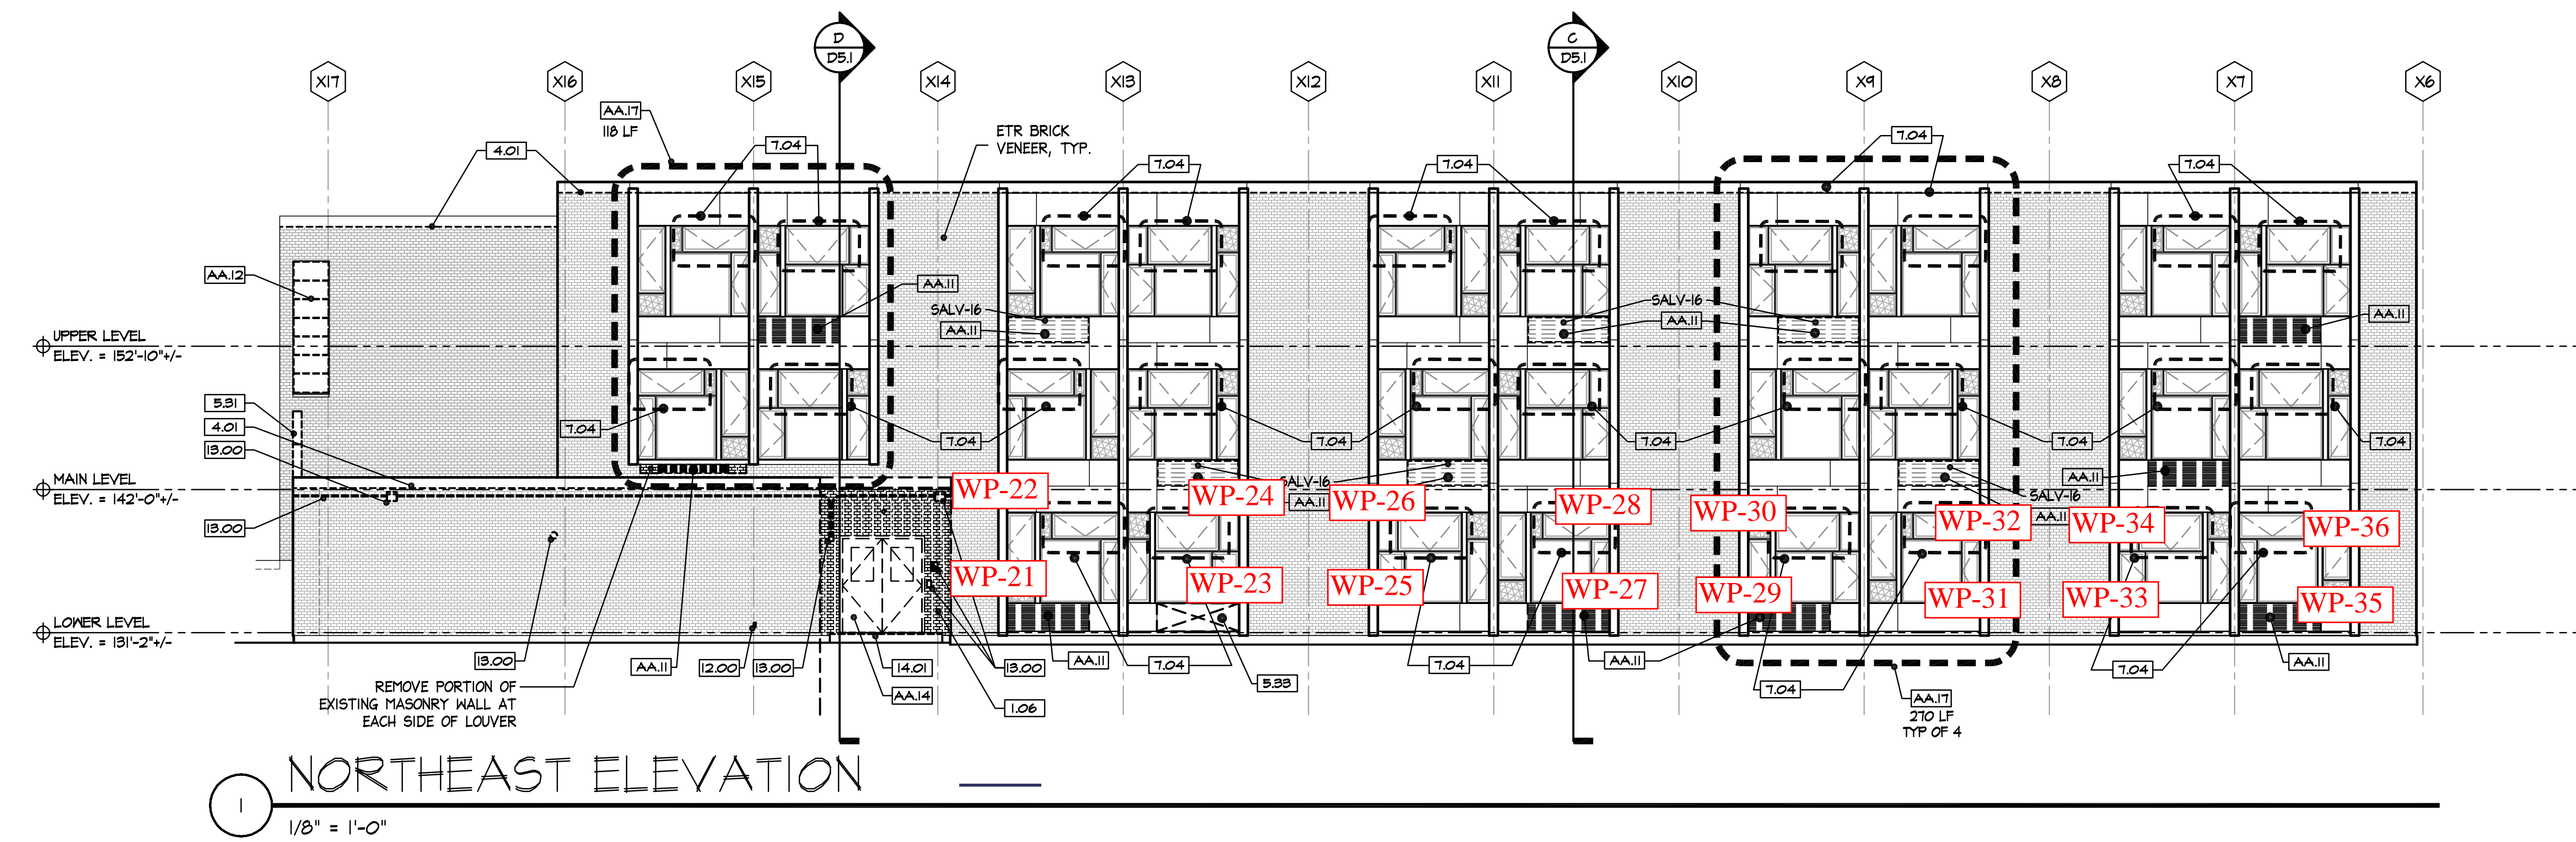 D
D5.1
C
D5.1
X17
X16
X15
X14
X13
X12
X11
X10
X9
X8
X7
X6
AA.17
118 LF
ETR BRICK
VENEER, TYP.
4.01
7.04
7.04
7.04
7.04
7.04
AA.12
AA.11
SALV-16
AA.11
SALV-16
AA.11
AA.11
UPPER LEVEL
ELEV. = 152'-10"+/-
5.31
4.01
13.00
7.04
7.04
7.04
7.04
7.04
7.04
MAIN LEVEL
ELEV. = 142'-0"+/-
13.00
WP-22
WP-24
SALV-16
AA.11
WP-26
WP-28
WP-30
WP-32
SALV-16
AA.11
AA.11
WP-34
WP-36
WP-21
WP-23
WP-25
WP-27
WP-29
WP-31
WP-33
WP-35
LOWER LEVEL
ELEV. = 131'-2"+/-
13.00
AA.11
12.00
13.00
14.01
13.00
AA.11
7.04
7.04
AA.11
7.04
AA.11
AA.14
5.33
7.04
1.06
REMOVE PORTION OF
EXISTING MASONRY WALL AT
EACH SIDE OF LOUVER
AA.17
270 LF
TYP OF 4
NORTHEAST ELEVATION
1
1/8" = 1'-0"